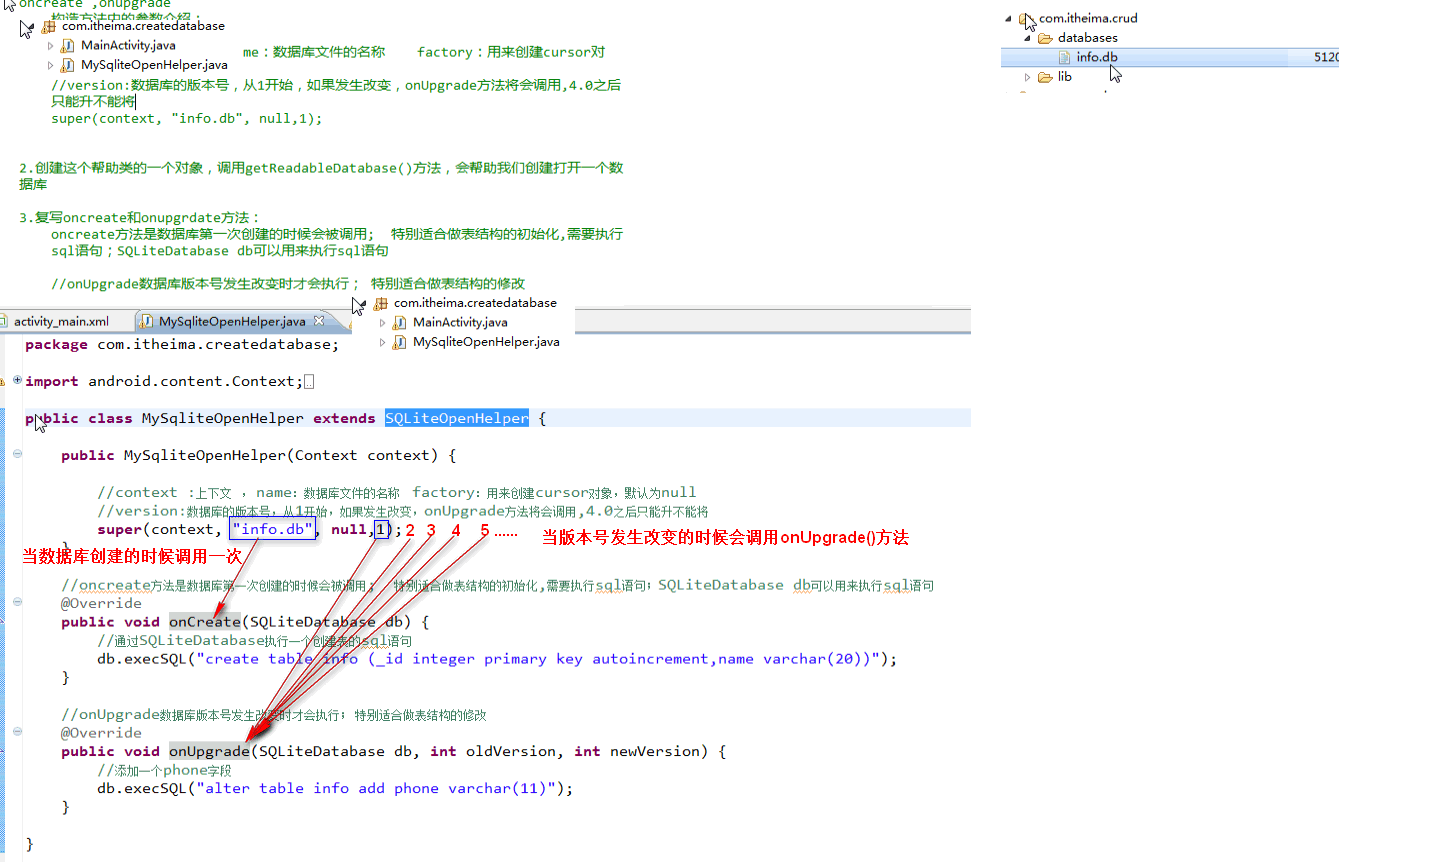 oncreate ,onupgrade
构造方法中的参数介绍：
com.itheima.createdatabase
MainActivity.java
me：数据库文件的名称    factory：用来创建cursor对
MySqliteOpenHelper.java
//version:数据库的版本号，从1开始，如果发生改变，onUpgrade方法将会调用,4.0之后
只能升不能将
super(context, "info.db", null,1);
2.创建这个帮助类的一个对象，调用getReadableDatabase()方法，会帮助我们创建打开一个数
据库
3.复写oncreate和onupgrdate方法：
oncreate方法是数据库第一次创建的时候会被调用;  特别适合做表结构的初始化,需要执行
sql语句；SQLiteDatabase db可以用来执行sql语句
//onUpgrade数据库版本号发生改变时才会执行； 特别适合做表结构的修改
com.itheima.createdatabase
MainActivity.java
MySqliteOpenHelper.java
activity_main.xml
MySqliteOpenHelper.java
package com.itheima.createdatabase;
import android.content.Context;
public class MySqliteOpenHelper extends SQLiteOpenHelper {
public MySqliteOpenHelper(Context context) {
//context :上下文 ，name：数据库文件的名称  factory：用来创建cursor对象，默认为null
//version:数据库的版本号，从1开始，如果发生改变，onUpgrade方法将会调用,4.0之后只能升不能将
super(context, "info.db", null,1); 2 3 4 5 ...... 当版本号发生改变的时候会调用onUpgrade()方法
}
当数据库创建的时候调用一次
//oncreate方法是数据库第一次创建的时候会被调用;  特别适合做表结构的初始化,需要执行sql语句；SQLiteDatabase db可以用来执行sql语句
@Override
public void onCreate(SQLiteDatabase db) {
//通过SQLiteDatabase执行一个创建表的sql语句
db.execSQL("create table info (_id integer primary key autoincrement,name varchar(20))");
}
//onUpgrade数据库版本号发生改变时才会执行；特别适合做表结构的修改
@Override
public void onUpgrade(SQLiteDatabase db, int oldVersion, int newVersion) {
//添加一个phone字段
db.execSQL("alter table info add phone varchar(11)");
}
}
com.itheima.crud
databases
info.db 5120
lib